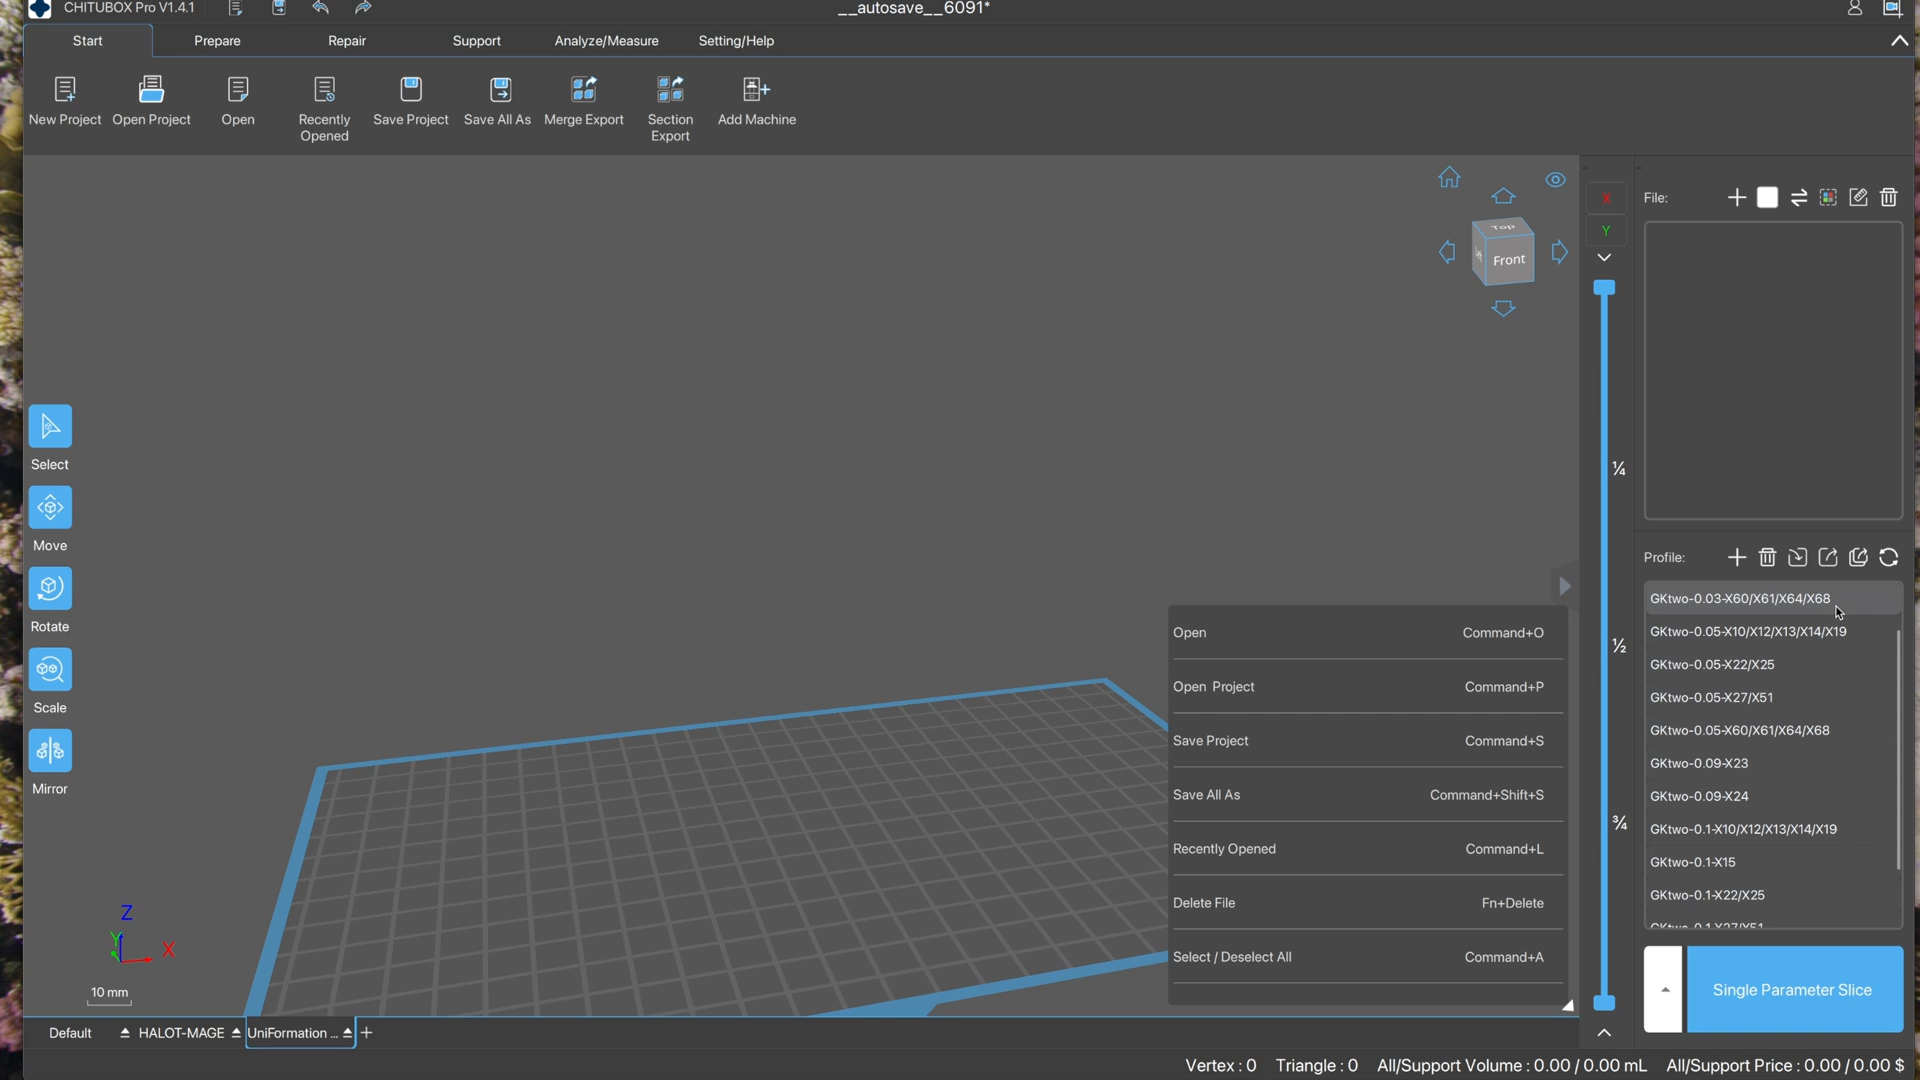 CHITUBOX Pro V1.4.1
__autosave__6091*
Start
Prepare
Repair
Support
Analyze/Measure
Setting/Help
New Project
Open Project
Open
Recently
Opened
Save Project
Save All As
Merge Export
Section
Export
Add Machine
Top
Front
X
Y
File:
Select
Move
Rotate
Scale
Mirror
¼
½
¾
Profile:
GKtwo-0.03-X60/X61/X64/X68
GKtwo-0.05-X10/X12/X13/X14/X19
GKtwo-0.05-X22/X25
GKtwo-0.05-X27/X51
GKtwo-0.05-X60/X61/X64/X68
GKtwo-0.09-X23
GKtwo-0.09-X24
GKtwo-0.1-X10/X12/X13/X14/X19
GKtwo-0.1-X15
GKtwo-0.1-X22/X25
GKtwo-0.1-X27/X51
Open Command+O
Open Project Command+P
Save Project Command+S
Save All As Command+Shift+S
Recently Opened Command+L
Delete File Fn+Delete
Select / Deselect All Command+A
Single Parameter Slice
Z
Y
X
10 mm
Default
HALOT-MAGE
UniFormation ...
Vertex : 0 Triangle : 0 All/Support Volume : 0.00 / 0.00 mL All/Support Price : 0.00 / 0.00 $